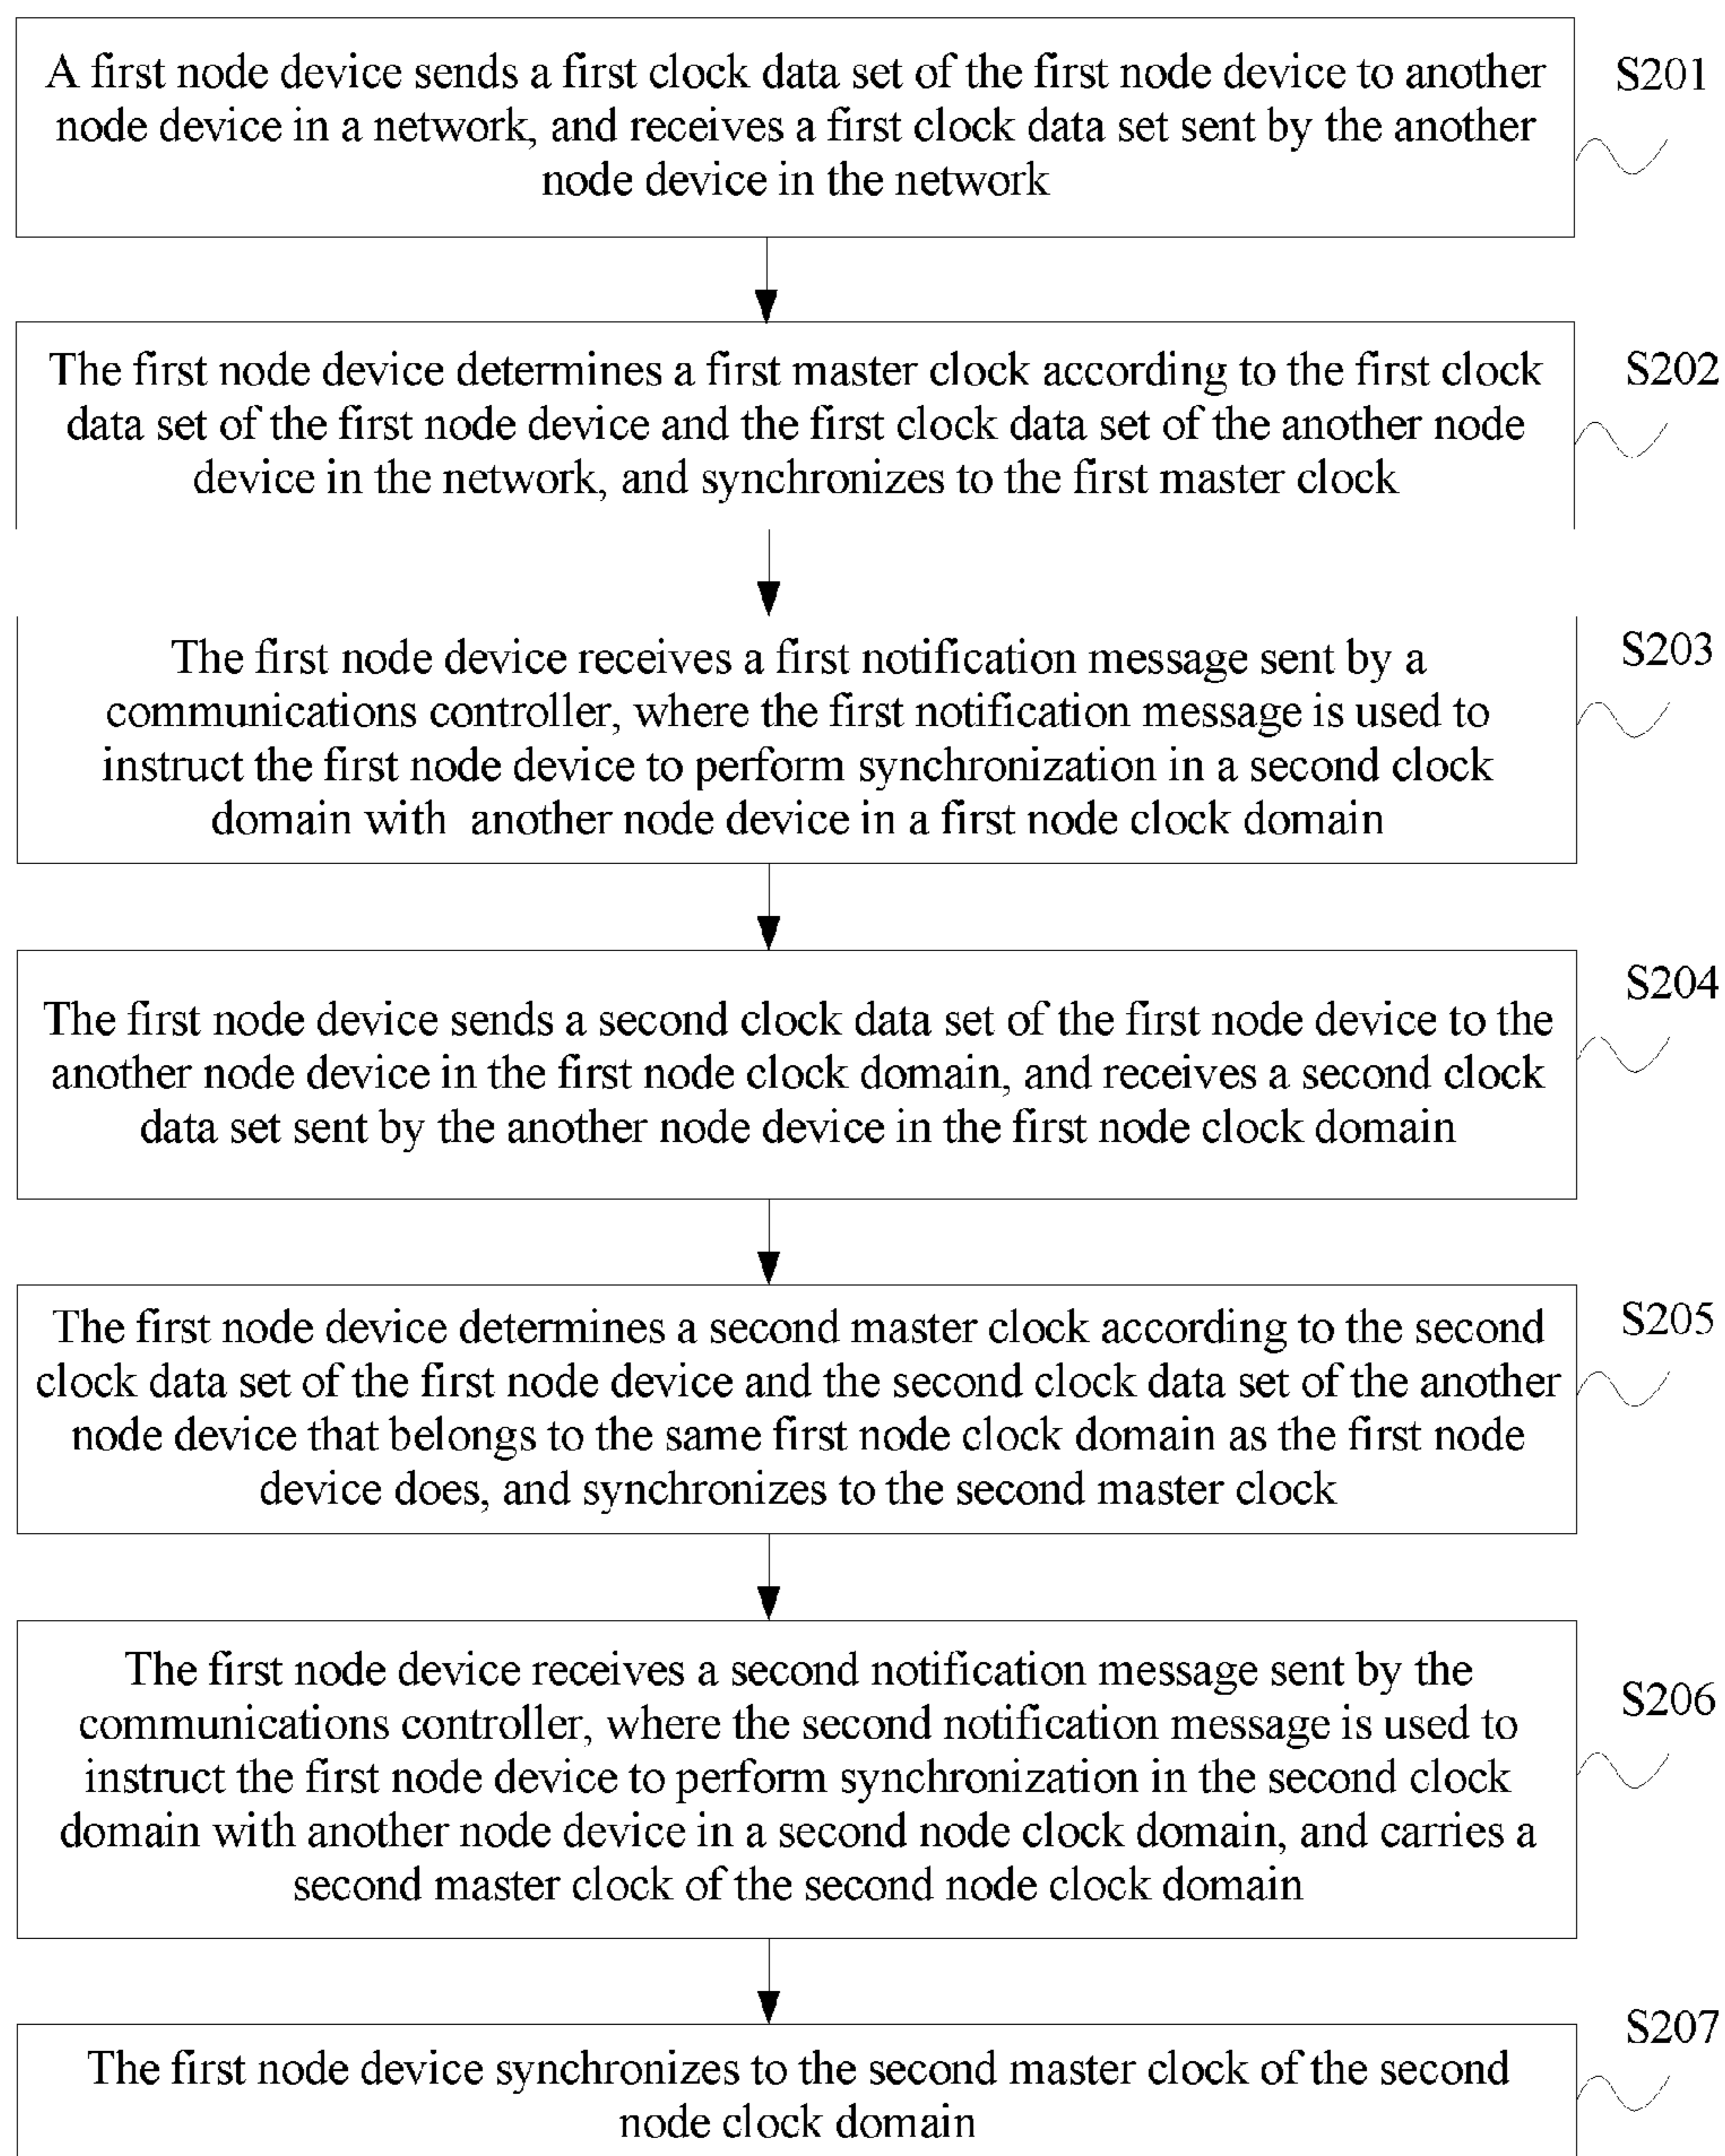 A first node device sends a first clock data set of the first node device to another
node device in a network, and receives a first clock data set sent by the another
node device in the network
S201
The first node device determines a first master clock according to the first clock
data set of the first node device and the first clock data set of the another node
device in the network, and synchronizes to the first master clock
S202
The first node device receives a first notification message sent by a
communications controller, where the first notification message is used to
instruct the first node device to perform synchronization in a second clock
domain with another node device in a first node clock domain
S203
The first node device sends a second clock data set of the first node device to the
another node device in the first node clock domain, and receives a second clock
data set sent by the another node device in the first node clock domain
S204
The first node device determines a second master clock according to the second
clock data set of the first node device and the second clock data set of the another
node device that belongs to the same first node clock domain as the first node
device does, and synchronizes to the second master clock
S205
The first node device receives a second notification message sent by the
communications controller, where the second notification message is used to
instruct the first node device to perform synchronization in the second clock
domain with another node device in a second node clock domain, and carries a
second master clock of the second node clock domain
S206
The first node device synchronizes to the second master clock of the second
node clock domain
S207